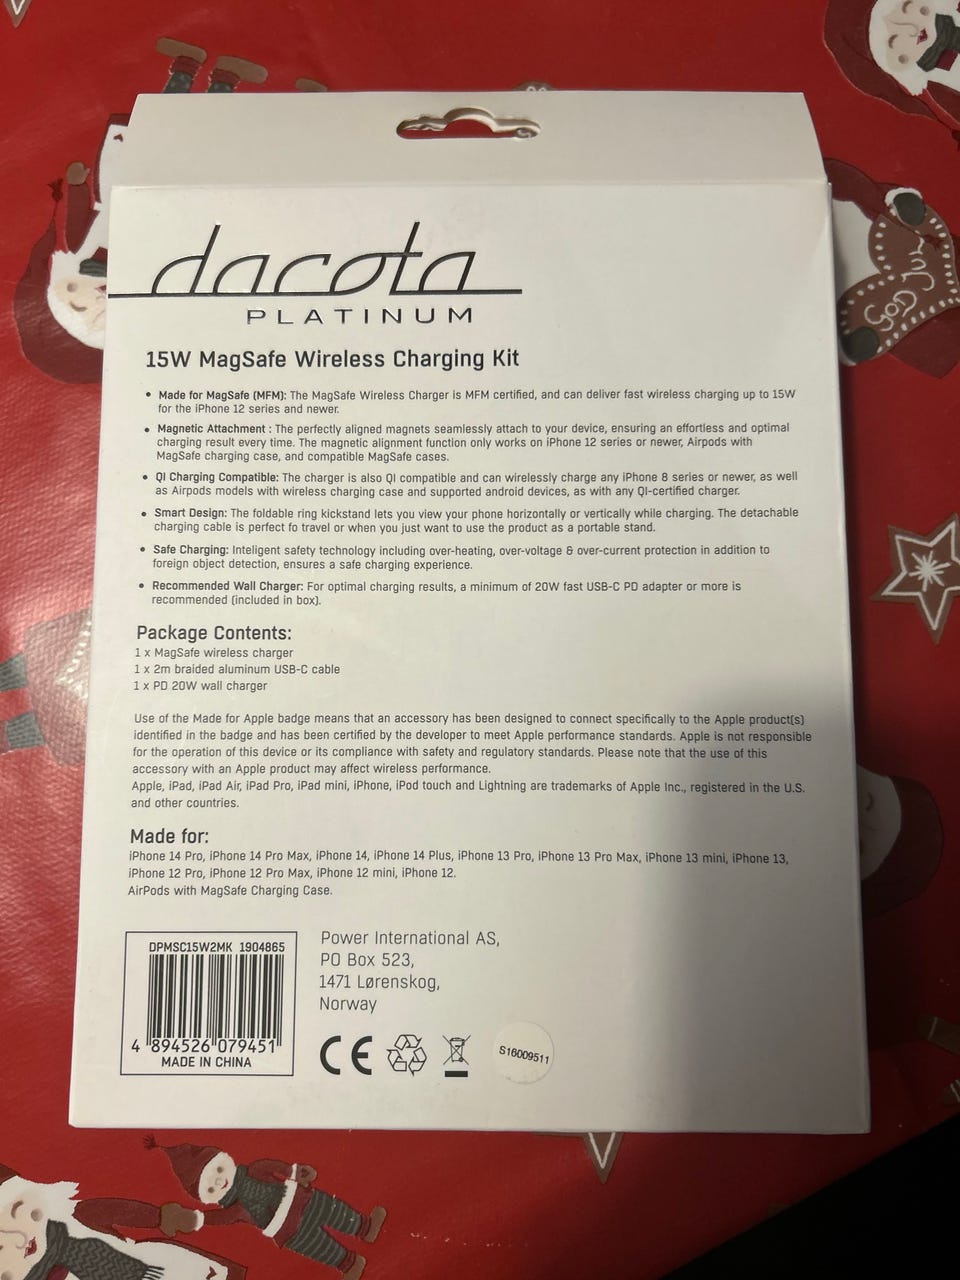 dacota
PLATINUM
15W MagSafe Wireless Charging Kit
• Made for MagSafe (MFM): The MagSafe Wireless Charger is MFM certified, and can deliver fast wireless charging up to 15W
for the iPhone 12 series and newer.
• Magnetic Attachment : The perfectly aligned magnets seamlessly attach to your device, ensuring an effortless and optimal
charging result every time. The magnetic alignment function only works on iPhone 12 series or newer, Airpods with
MagSafe charging case, and compatible MagSafe cases.
• QI Charging Compatible: The charger is also QI compatible and can wirelessly charge any iPhone 8 series or newer, as well
as Airpods models with wireless charging case and supported android devices, as with any QI-certified charger.
• Smart Design: The foldable ring kickstand lets you view your phone horizontally or vertically while charging. The detachable
charging cable is perfect fo travel or when you just want to use the product as a portable stand.
• Safe Charging: Inteligent safety technology including over-heating, over-voltage & over-current protection in addition to
foreign object detection, ensures a safe charging experience.
• Recommended Wall Charger: For optimal charging results, a minimum of 20W fast USB-C PD adapter or more is
recommended (included in box).
Package Contents:
1 x MagSafe wireless charger
1 x 2m braided aluminum USB-C cable
1 x PD 20W wall charger
Use of the Made for Apple badge means that an accessory has been designed to connect specifically to the Apple product(s)
identified in the badge and has been certified by the developer to meet Apple performance standards. Apple is not responsible
for the operation of this device or its compliance with safety and regulatory standards. Please note that the use of this
accessory with an Apple product may affect wireless performance.
Apple, iPad, iPad Air, iPad Pro, iPad mini, iPhone, iPod touch and Lightning are trademarks of Apple Inc., registered in the U.S.
and other countries.
Made for:
iPhone 14 Pro, iPhone 14 Pro Max, iPhone 14, iPhone 14 Plus, iPhone 13 Pro, iPhone 13 Pro Max, iPhone 13 mini, iPhone 13,
iPhone 12 Pro, iPhone 12 Pro Max, iPhone 12 mini, iPhone 12.
AirPods with MagSafe Charging Case.
DPMSC15W2MK 1904865
4 894526 079451
MADE IN CHINA
Power International AS,
PO Box 523,
1471 Lørenskog,
Norway
CE
S16009511
GOD JUL